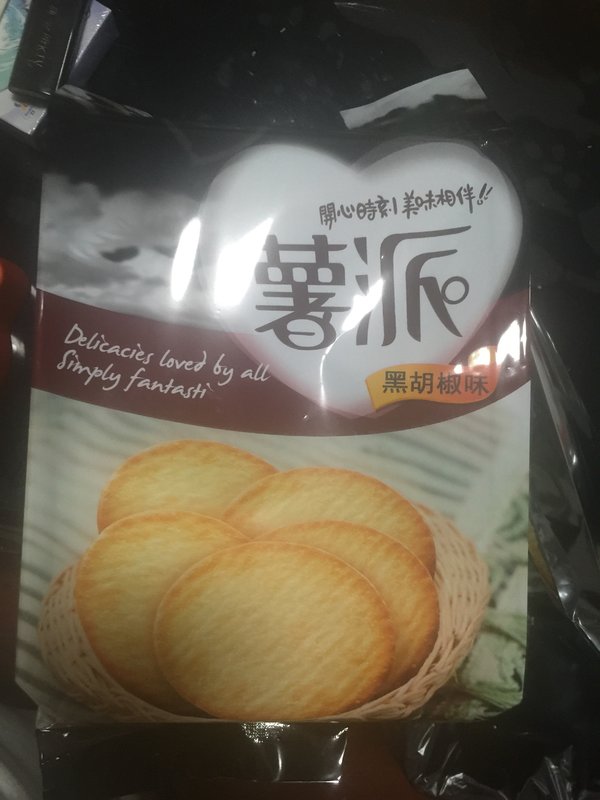 開心時刻美味相伴!!
薯派
黑胡椒味
Delicacies loved by all
Simply fantasti